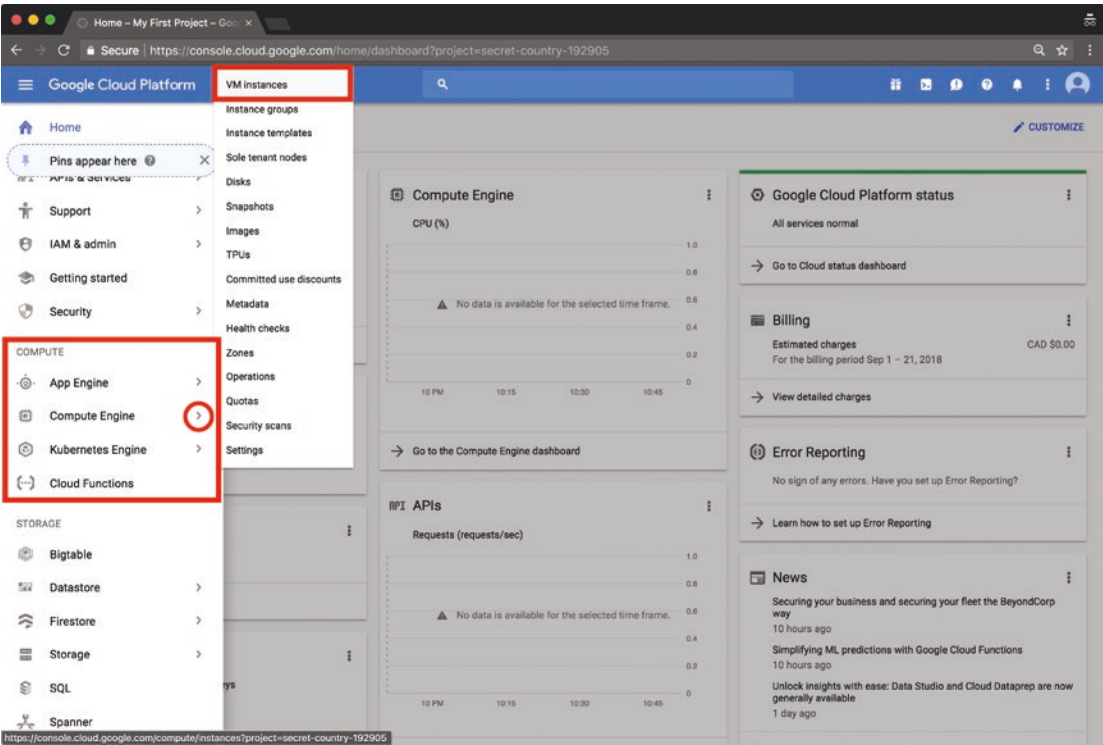 Home – My First Project – Goo
Secure | https://console.cloud.google.com/home/dashboard?project=secret-country-192905
Google Cloud Platform
Home
Pins appear here
APIs & Services
Support
IAM & admin
Getting started
Security
COMPUTE
App Engine
Compute Engine
Kubernetes Engine
Cloud Functions
STORAGE
Bigtable
Datastore
Firestore
Storage
SQL
Spanner
https://console.cloud.google.com/compute/instances?project=secret-country-192905
VM instances
Instance groups
Instance templates
Sole tenant nodes
Disks
Snapshots
Images
TPUs
Committed use discounts
Metadata
Health checks
Zones
Operations
Quotas
Security scans
Settings
CUSTOMIZE
Compute Engine
CPU (%)
1.0
0.8
No data is available for the selected time frame.
0.6
0.4
0.2
0
10 PM 10:15 10:30 10:45
Go to the Compute Engine dashboard
API APIs
Requests (requests/sec)
1.0
0.8
No data is available for the selected time frame.
0.6
0.4
0.2
0
10 PM 10:15 10:30 10:45
Google Cloud Platform status
All services normal
Go to Cloud status dashboard
Billing
Estimated charges CAD $0.00
For the billing period Sep 1 – 21, 2018
View detailed charges
Error Reporting
No sign of any errors. Have you set up Error Reporting?
Learn how to set up Error Reporting
News
Securing your business and securing your fleet the BeyondCorp
way
10 hours ago
Simplifying ML predictions with Google Cloud Functions
10 hours ago
Unlock insights with ease: Data Studio and Cloud Dataprep are now
generally available
1 day ago